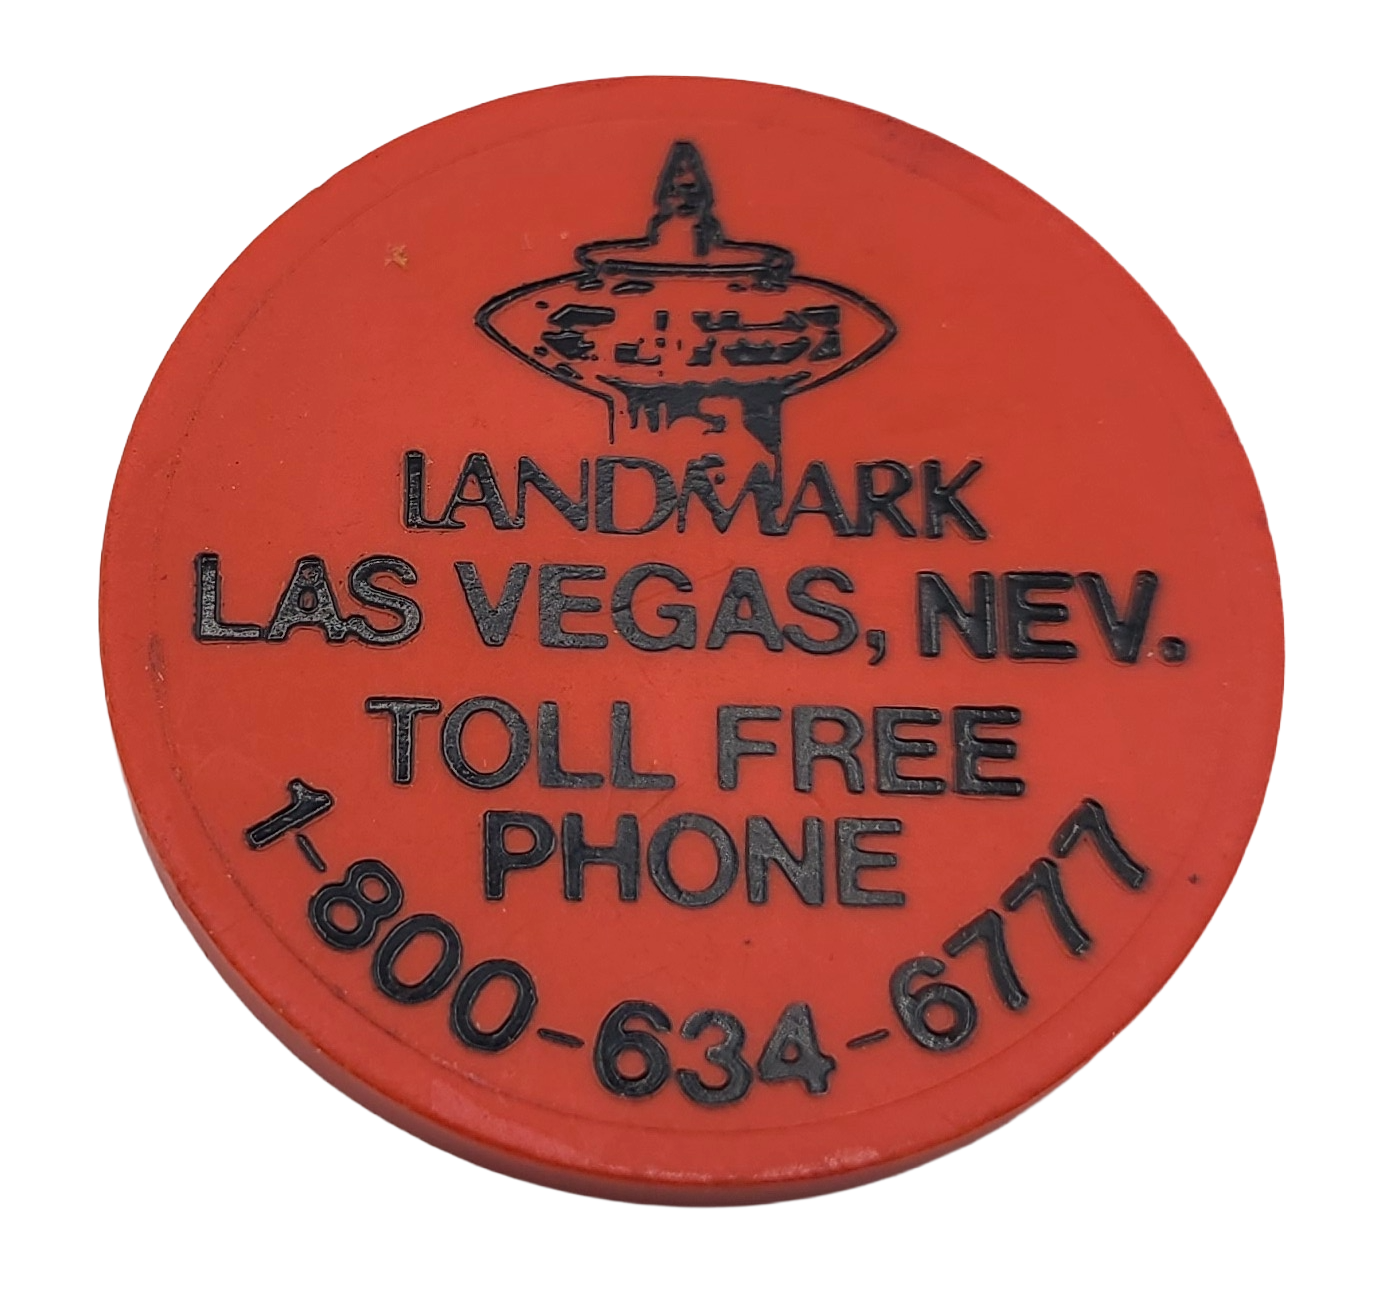 LANDMARK
LAS VEGAS, NEV.
TOLL FREE
PHONE
1-800-634-6777